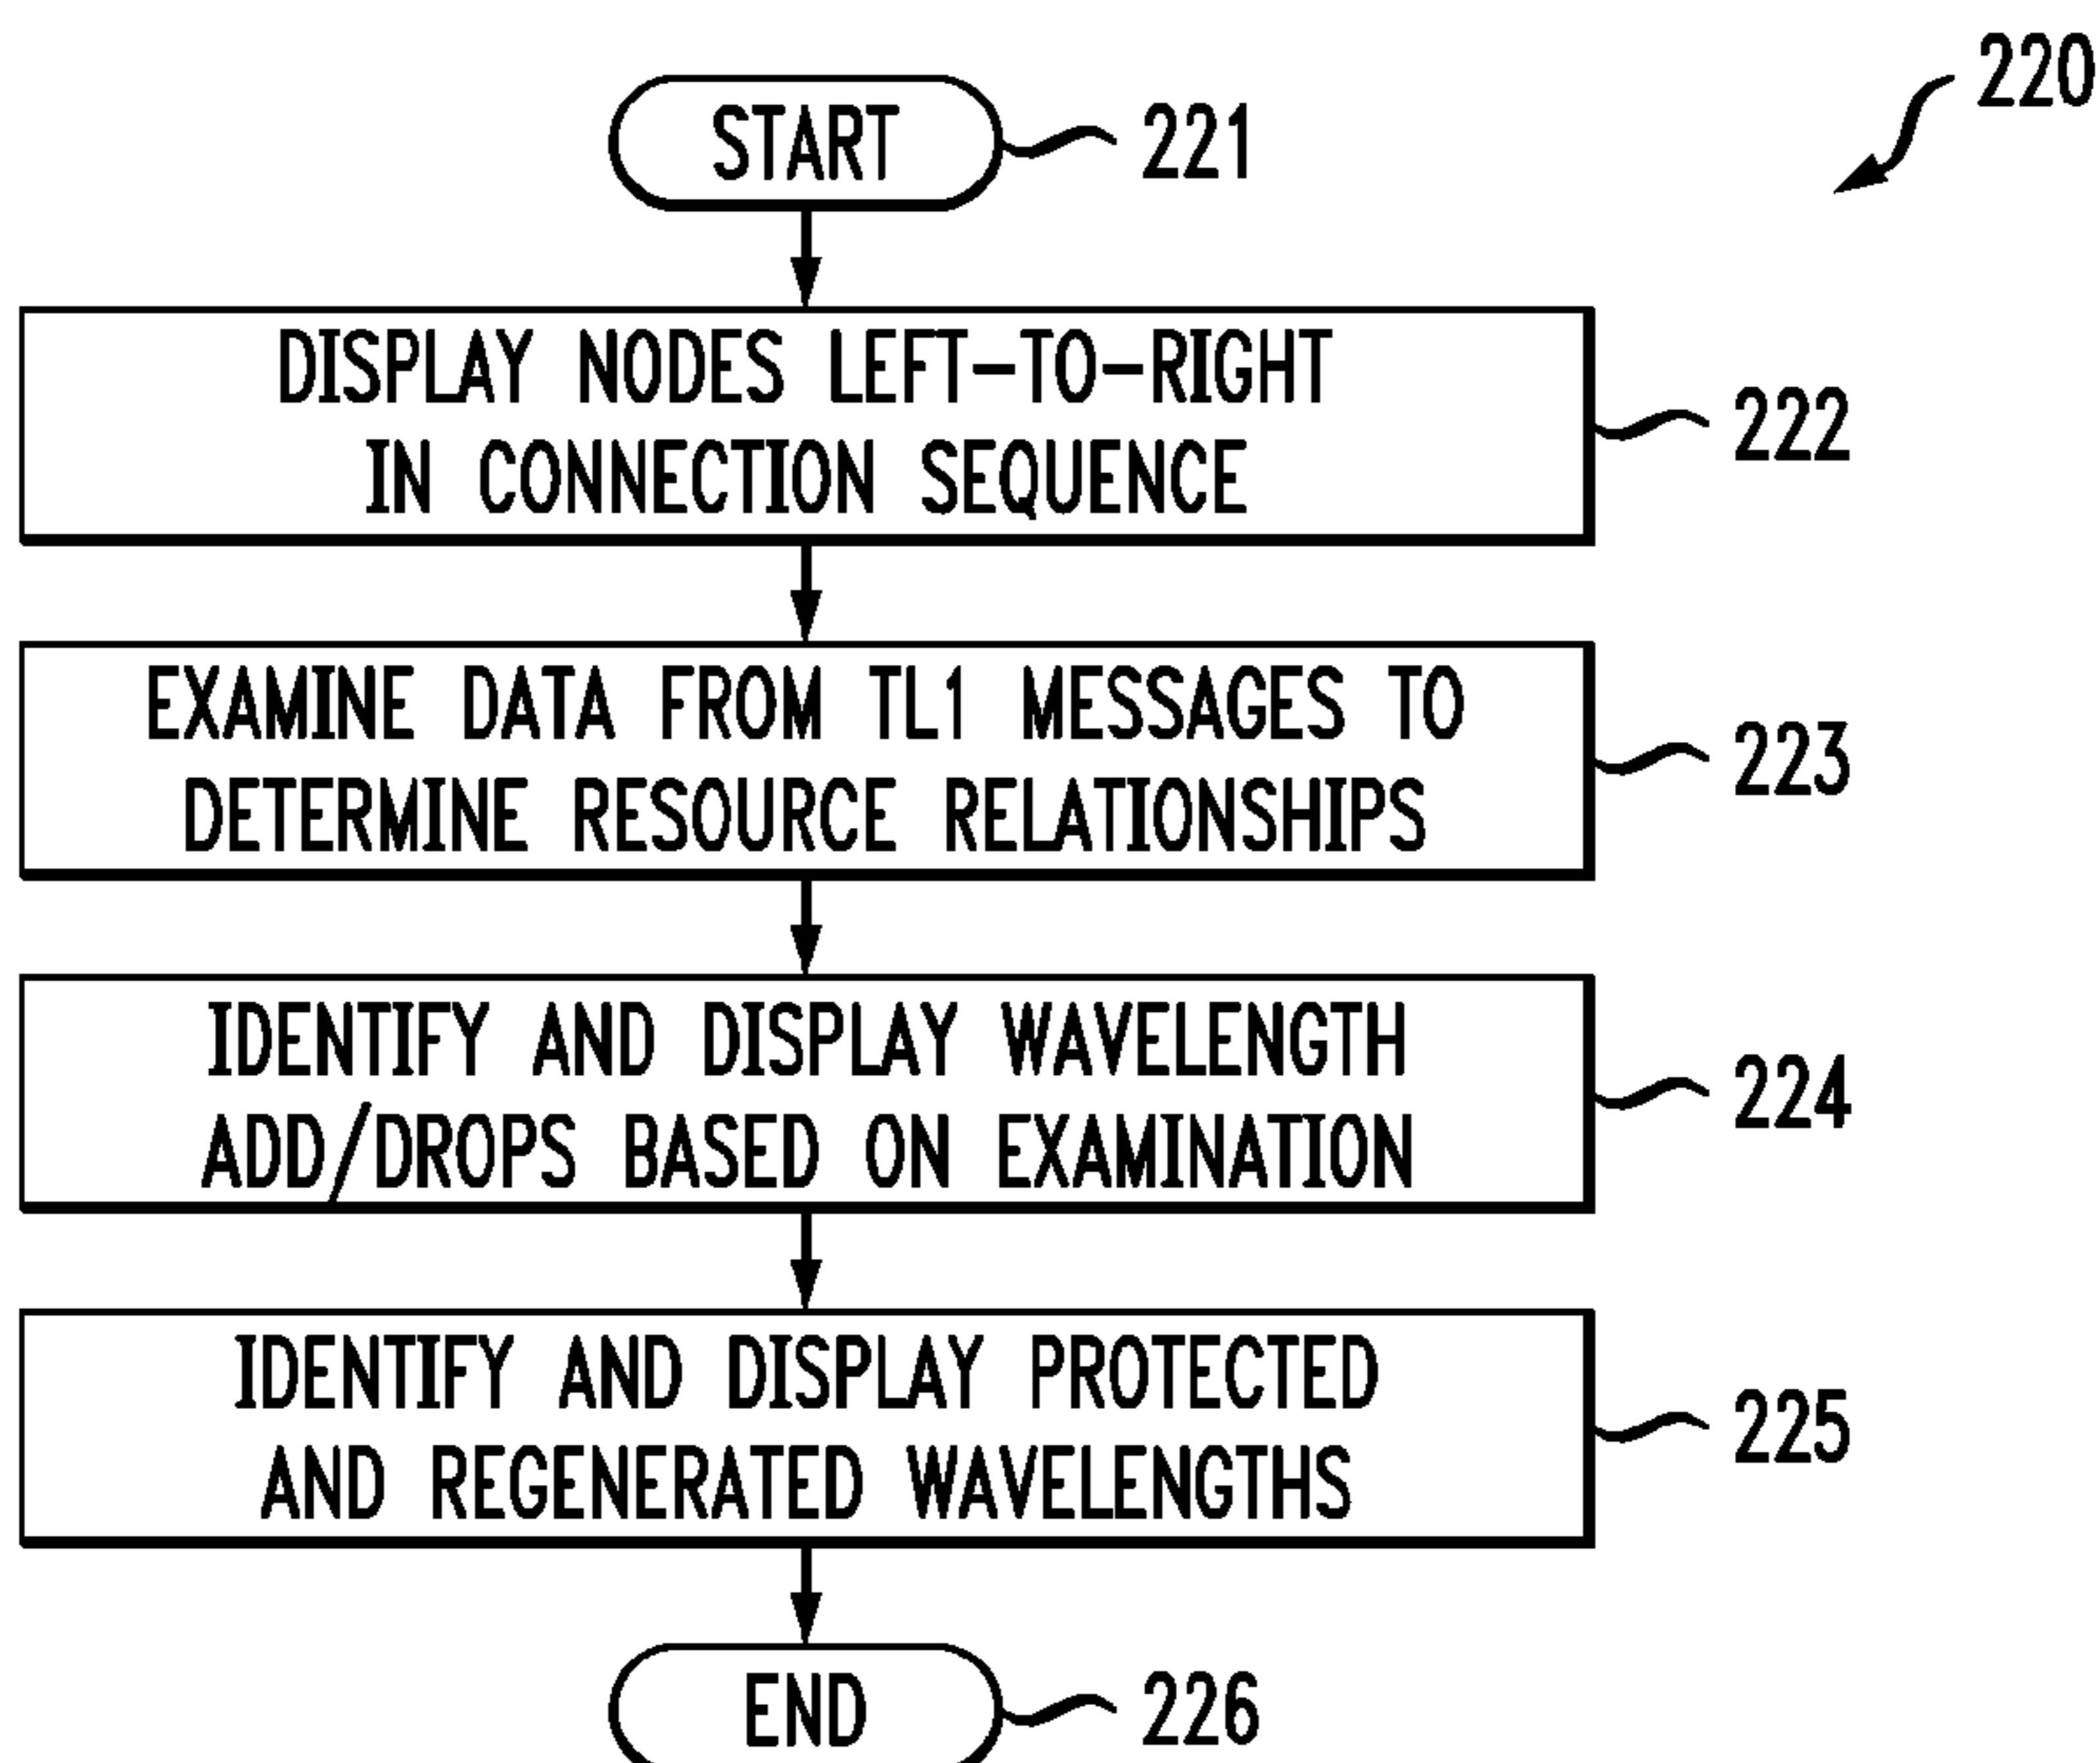 220
START
221
DISPLAY NODES LEFT-TO-RIGHT
IN CONNECTION SEQUENCE
222
EXAMINE DATA FROM TL1 MESSAGES TO
DETERMINE RESOURCE RELATIONSHIPS
223
IDENTIFY AND DISPLAY WAVELENGTH
ADD/DROPS BASED ON EXAMINATION
224
IDENTIFY AND DISPLAY PROTECTED
AND REGENERATED WAVELENGTHS
225
END
226